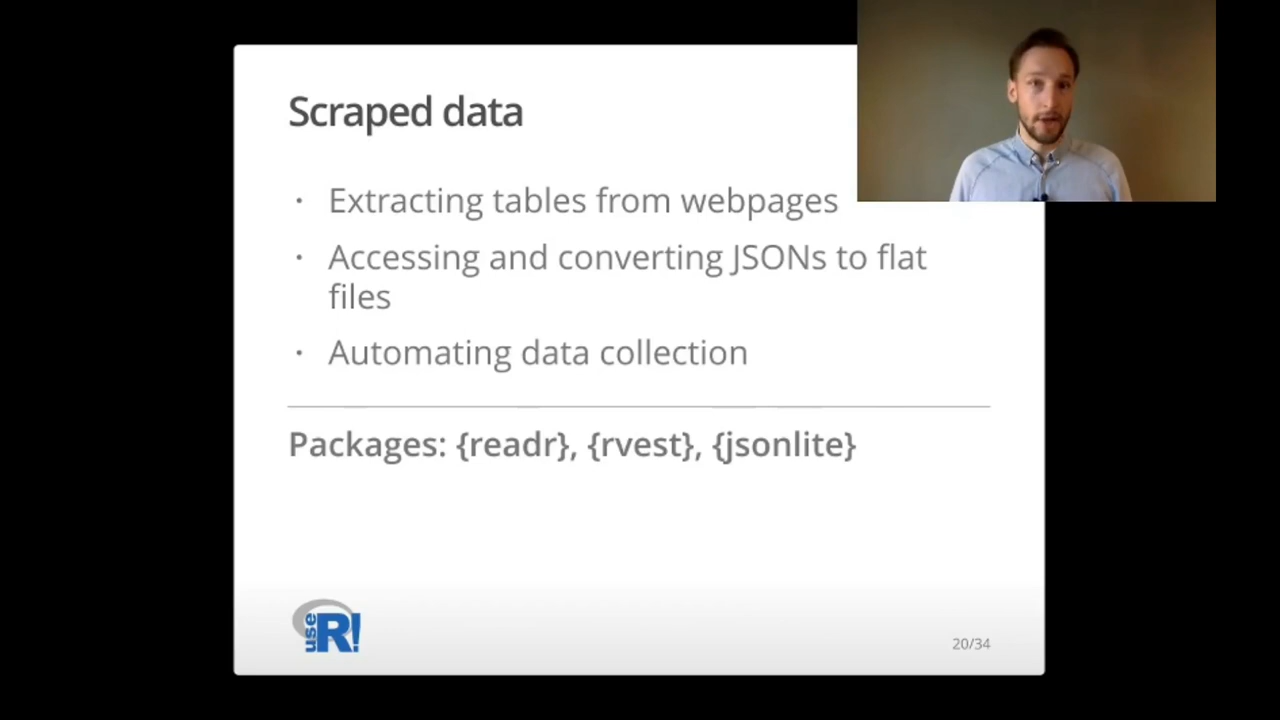 Scraped data
· Extracting tables from webpages
· Accessing and converting JSONs to flat
files
· Automating data collection
Packages: {readr}, {rvest}, {jsonlite}
use R!
20/34